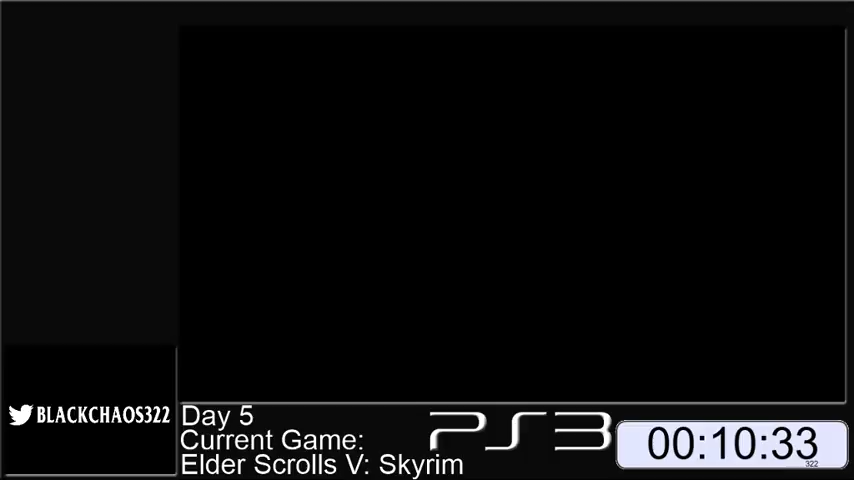 BLACKCHAOS322
Day 5
Current Game:
Elder Scrolls V: Skyrim
PS3
00:10:33
322